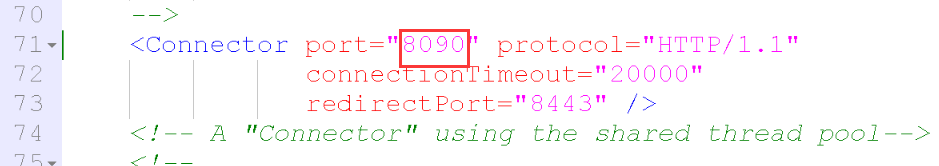 70 -->
71 <Connector port="8090" protocol="HTTP/1.1"
72 connectionTimeout="20000"
73 redirectPort="8443" />
74 <!-- A "Connector" using the shared thread pool-->
75 <!--